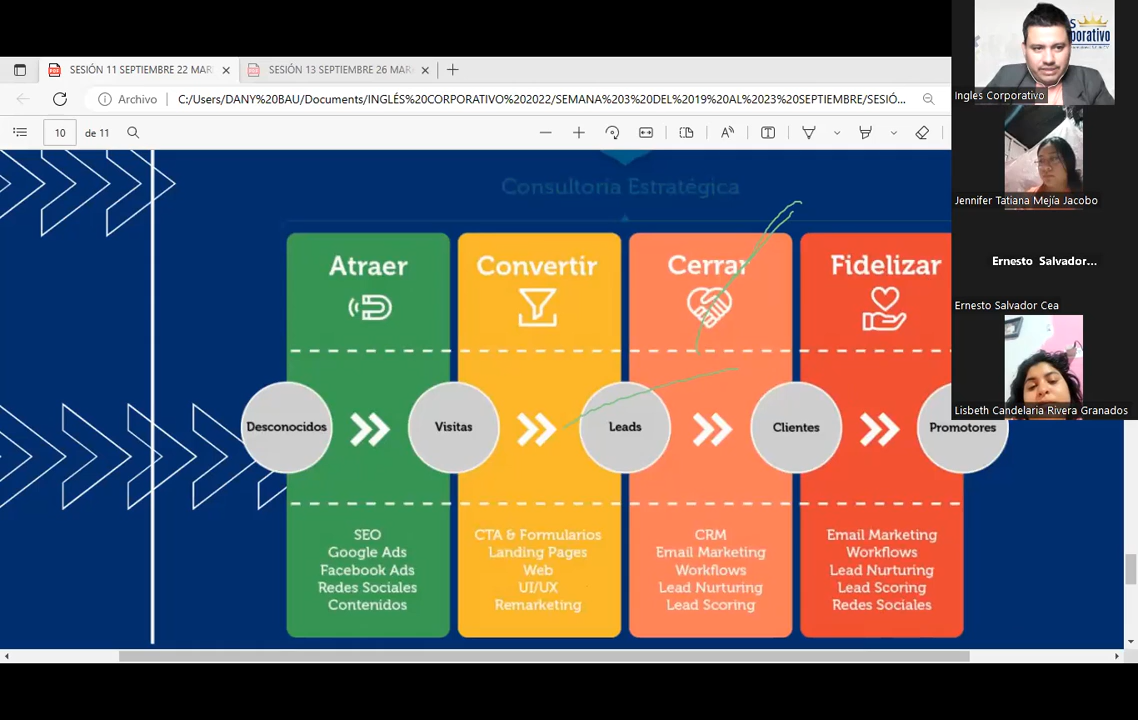 SESIÓN 11 SEPTIEMBRE 22 MAR
SESIÓN 13 SEPTIEMBRE 26 MAR
Archivo
C:/Users/DANY%20BAU/Documents/INGLÉS%20CORPORATIVO%202022/SEMANA%203%20DEL%2019%20AL%2023%20SEPTIEMBRE/SESIÓ...
10 de 11
Consultoría Estratégica
Atraer
Convertir
Cerrar
Fidelizar
Desconocidos
Visitas
Leads
Clientes
Promotores
SEO
Google Ads
Facebook Ads
Redes Sociales
Contenidos
CTA & Formularios
Landing Pages
Web
UI/UX
Remarketing
CRM
Email Marketing
Workflows
Lead Nurturing
Lead Scoring
Email Marketing
Workflows
Lead Nurturing
Lead Scoring
Redes Sociales
Ingles Corporativo
Jennifer Tatiana Mejía Jacobo
Ernesto Salvador...
Ernesto Salvador Cea
Lisbeth Candelaria Rivera Granados